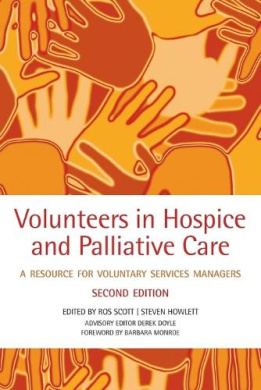 Volunteers in Hospice
and Palliative Care
A RESOURCE FOR VOLUNTARY SERVICES MANAGERS
SECOND EDITION
EDITED BY ROS SCOTT | STEVEN HOWLETT
ADVISORY EDITOR DEREK DOYLE
FOREWORD BY BARBARA MONROE